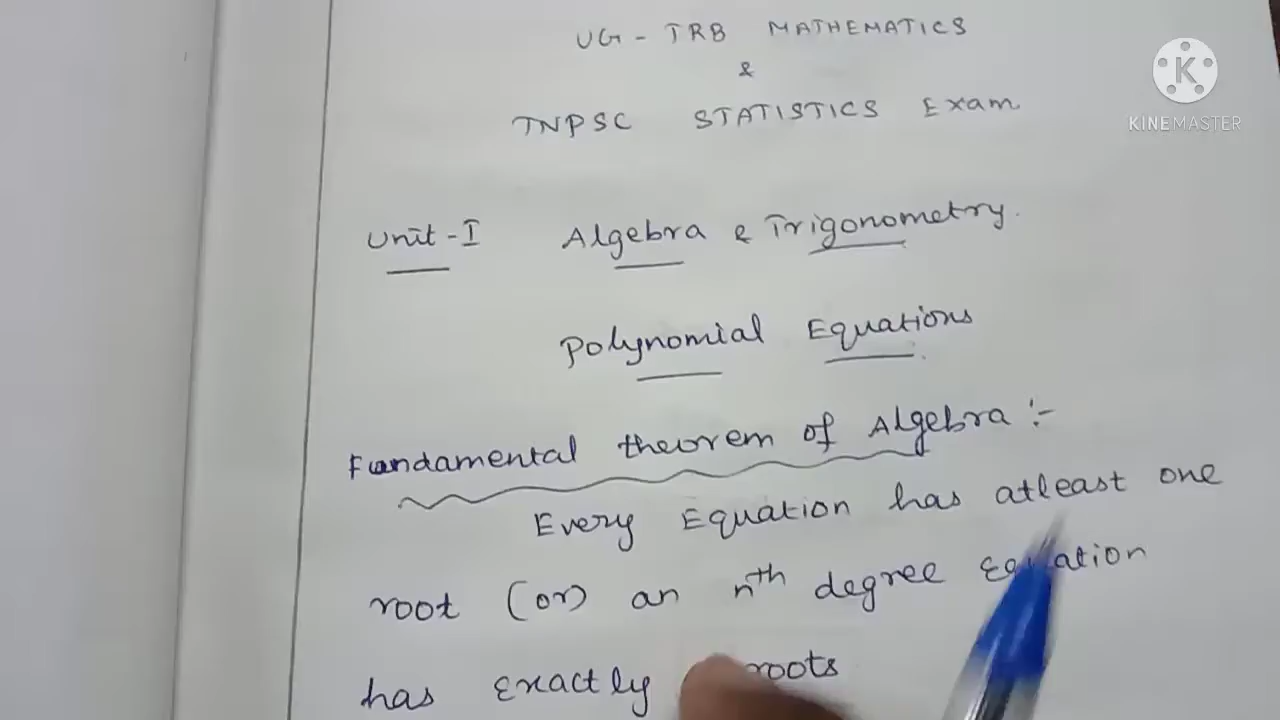 UG - TRB MATHEMATICS
&
TNPSC STATISTICS Exam
KINEMASTER
Unit - I Algebra & Trigonometry.
Polynomial Equations.
Fundamental theorem of Algebra :-
Every Equation has atleast one
root (or) an nth degree Equation
has exactly roots